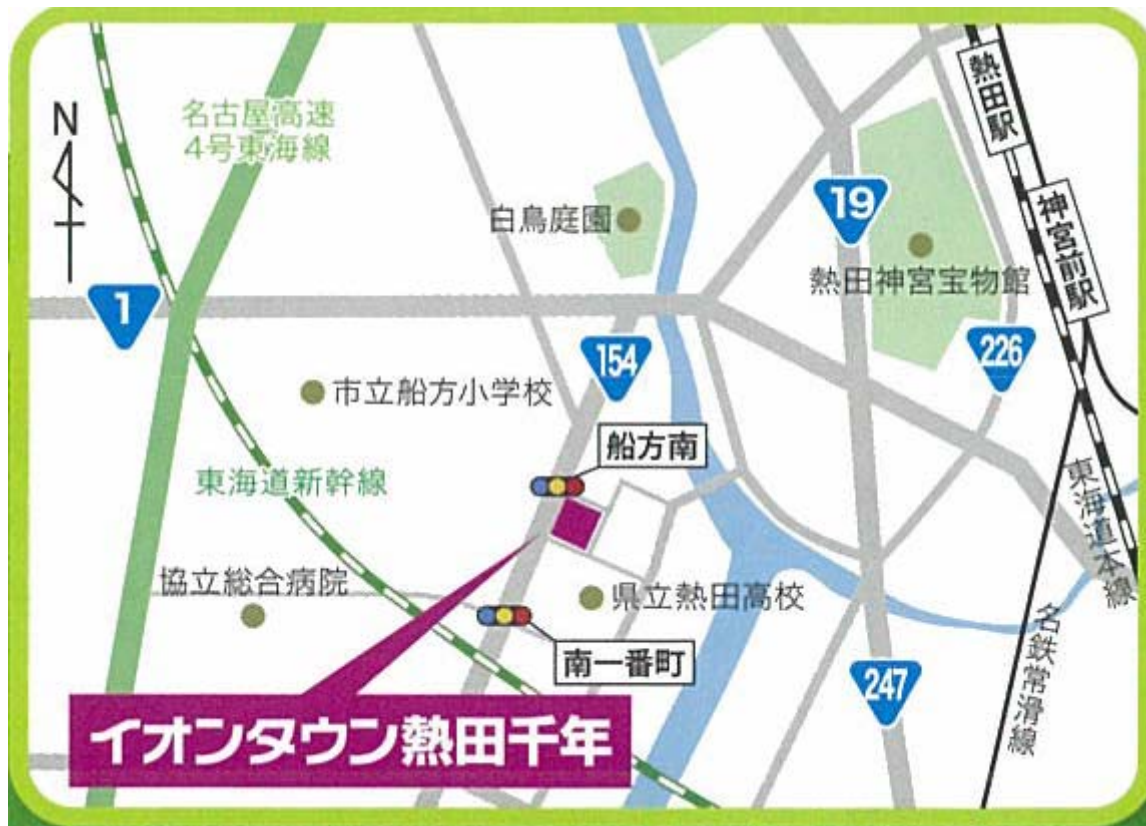 N
名古屋高速
4号東海線
熱田駅
神宮前駅
白鳥庭園
19
熱田神宮宝物館
1
154
226
市立船方小学校
船方南
東海道新幹線
東海道本線
協立総合病院
県立熱田高校
南一番町
名鉄常滑線
247
イオンタウン熱田千年